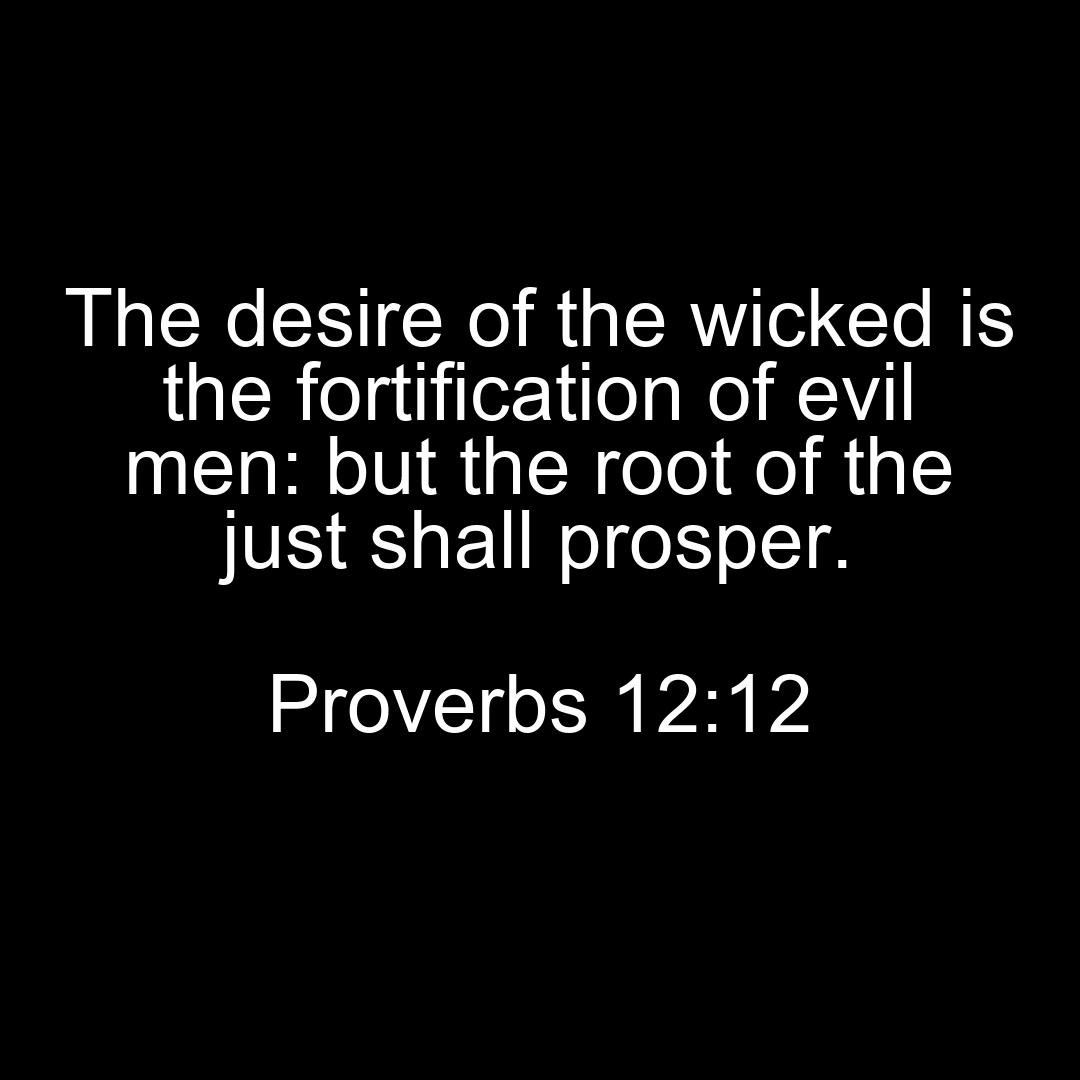 The desire of the wicked is
the fortification of evil
men: but the root of the
just shall prosper.
Proverbs 12:12